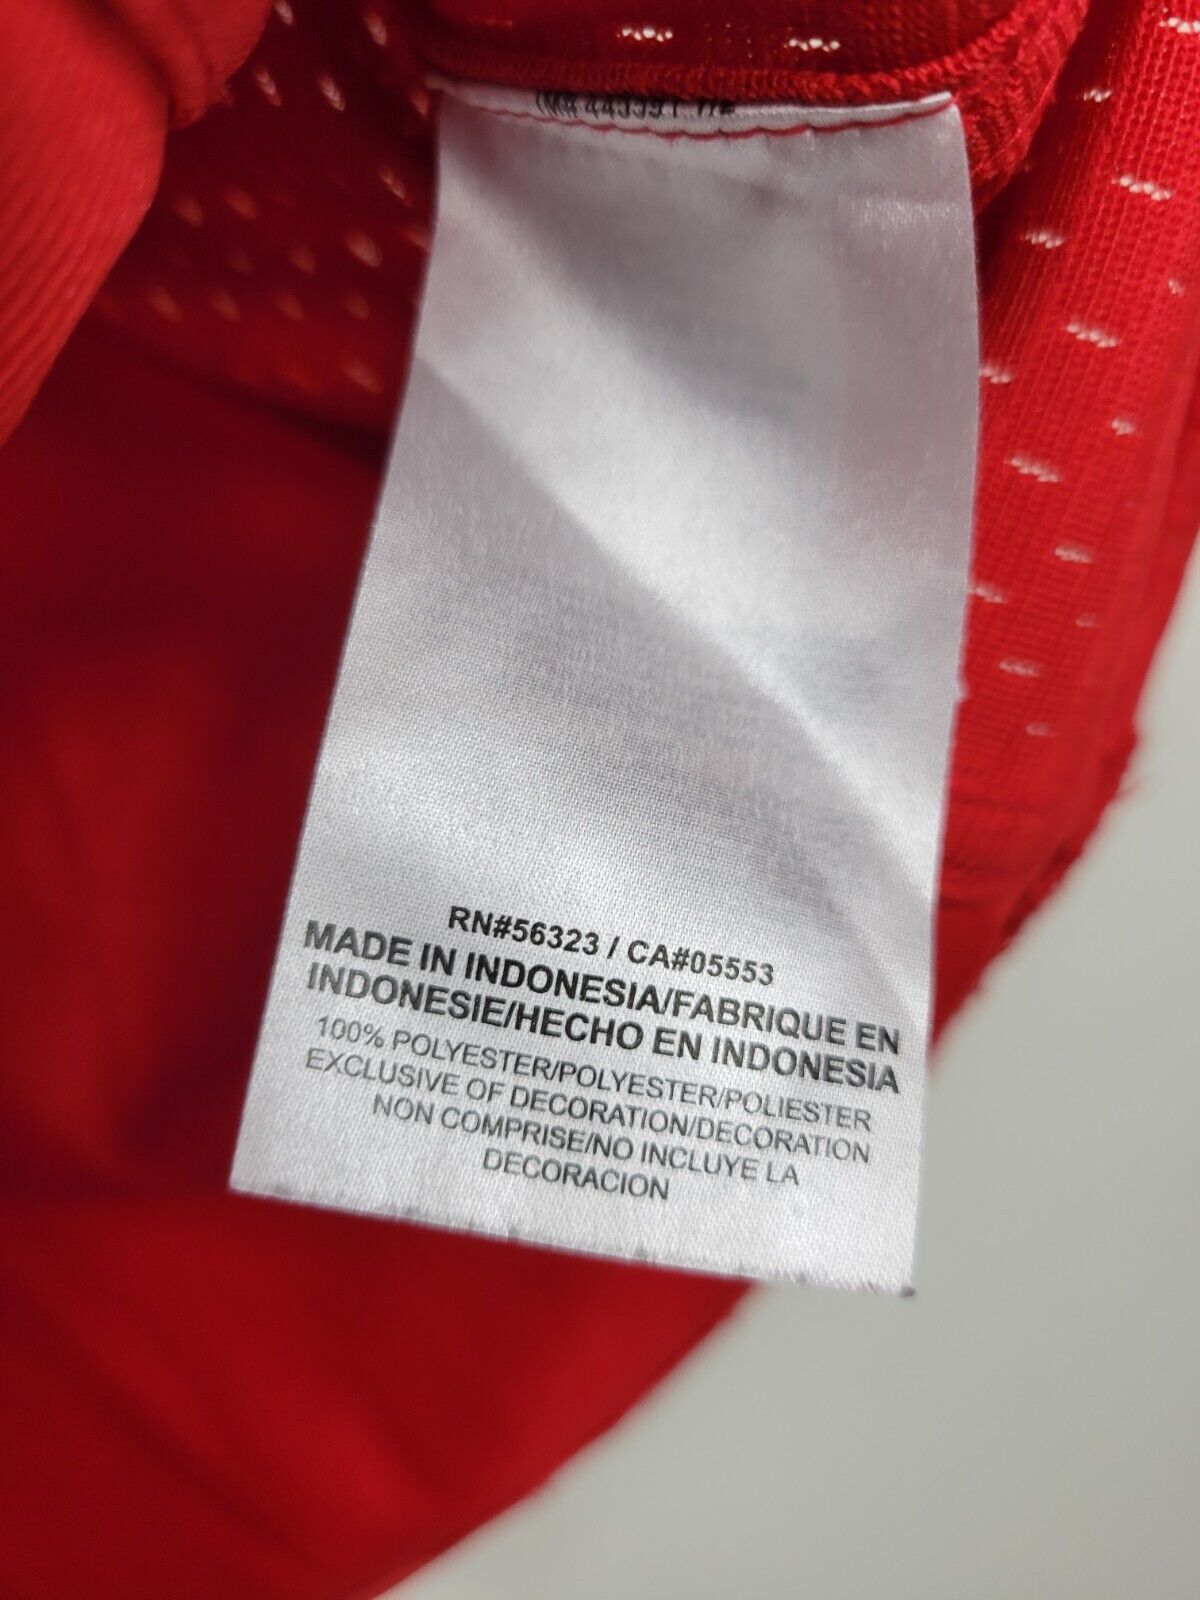 RN#56323 / CA#05553
MADE IN INDONESIA/FABRIQUE EN
INDONESIE/HECHO EN INDONESIA
100% POLYESTER/POLYESTER/POLIESTER
EXCLUSIVE OF DECORATION/DECORATION
NON COMPRISE/NO INCLUYE LA
DECORACION